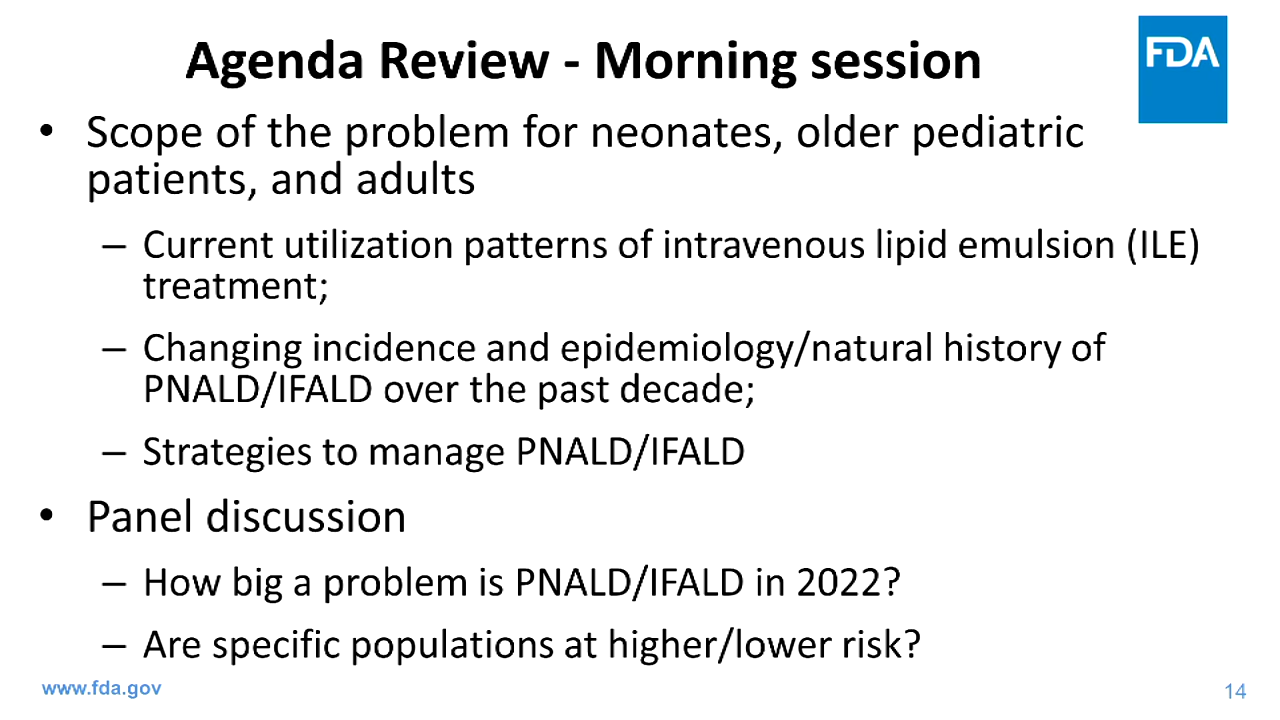 Agenda Review - Morning session
FDA
• Scope of the problem for neonates, older pediatric
patients, and adults
– Current utilization patterns of intravenous lipid emulsion (ILE)
treatment;
– Changing incidence and epidemiology/natural history of
PNALD/IFALD over the past decade;
– Strategies to manage PNALD/IFALD
• Panel discussion
– How big a problem is PNALD/IFALD in 2022?
– Are specific populations at higher/lower risk?
www.fda.gov
14